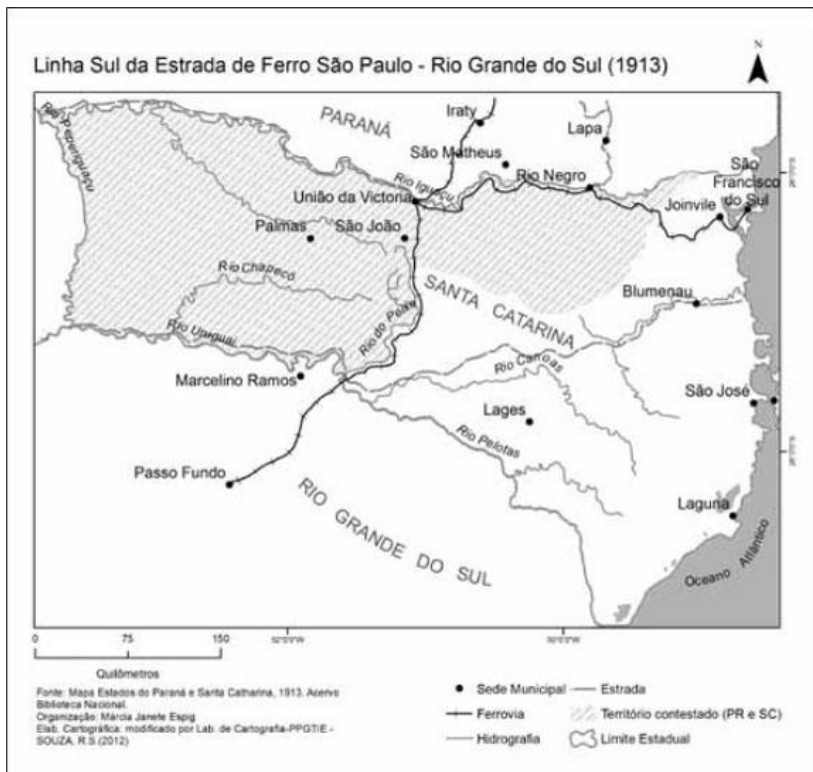 Linha Sul da Estrada de Ferro São Paulo - Rio Grande do Sul (1913)
N
Iraty
PARANÁ
Lapa
Rio Peperiguaçu
São Matheus
Rio Negro
São
Francisco
do Sul
Rio Iguaçu
União da Victoria
Joinvile
Palmas
São João
Rio Chapecó
SANTA CATARINA
Blumenau
Rio do Peixe
Rio Uruguai
Rio Canoas
Marcelino Ramos
São José
Lages
Rio Pelotas
Passo Fundo
RIO GRANDE DO SUL
Laguna
Oceano Atlântico
0 75 150
Quilômetros
Fonte: Mapa Estados do Paraná e Santa Catharina, 1913. Acervo
Biblioteca Nacional.
Organização: Márcia Janete Espig
Elab. Cartográfica: modificado por Lab. de Cartografia-PPGT/E -
SOUZA, R.S.(2012)
Sede Municipal
Estrada
Ferrovia
Território contestado (PR e SC)
Hidrografia
Limite Estadual